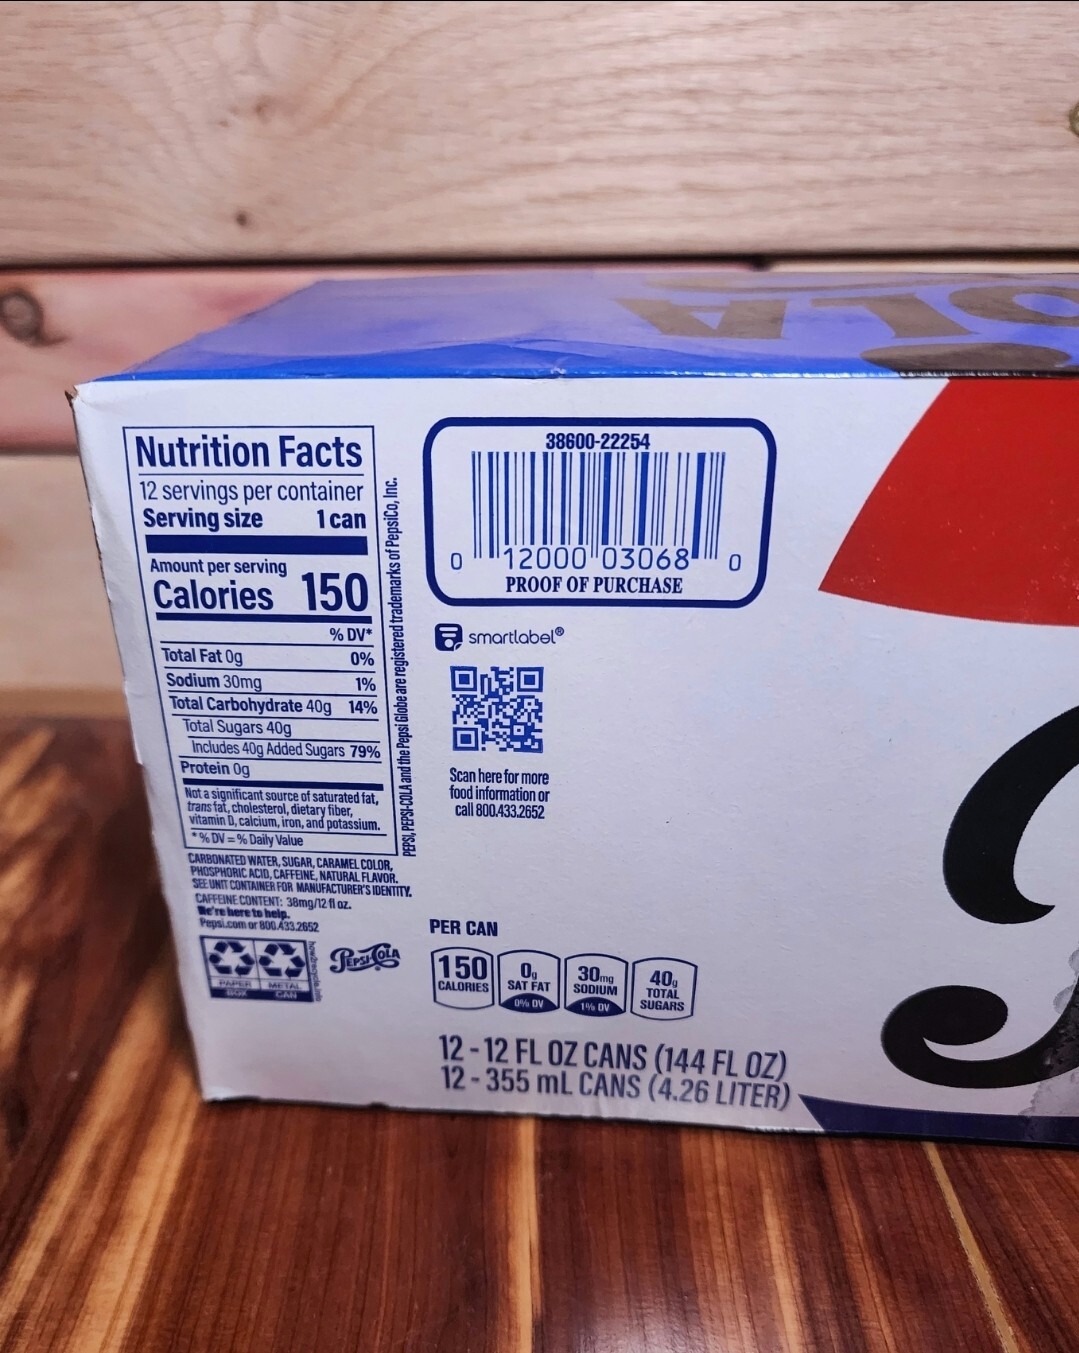 COLA
Nutrition Facts
12 servings per container
Serving size 1 can
Amount per serving
Calories 150
% DV*
Total Fat 0g 0%
Sodium 30mg 1%
Total Carbohydrate 40g 14%
Total Sugars 40g
Includes 40g Added Sugars 79%
Protein 0g
Not a significant source of saturated fat,
trans fat, cholesterol, dietary fiber,
vitamin D, calcium, iron, and potassium.
*% DV = % Daily Value
CARBONATED WATER, SUGAR, CARAMEL COLOR,
PHOSPHORIC ACID, CAFFEINE, NATURAL FLAVOR.
SEE UNIT CONTAINER FOR MANUFACTURER'S IDENTITY.
CAFFEINE CONTENT: 38mg/12 fl oz.
We're here to help.
Pepsi.com or 800.433.2652
PAPER METAL
BOX CAN
how2recycle.info
PEPSI-COLA
PEPSI, PEPSI-COLA and the Pepsi Globe are registered trademarks of PepsiCo, Inc.
38600-22254
0 12000 03068 0
PROOF OF PURCHASE
smartlabel®
Scan here for more
food information or
call 800.433.2652
PER CAN
150 CALORIES
0g SAT FAT 0% DV
30mg SODIUM 1% DV
40g TOTAL SUGARS
12 - 12 FL OZ CANS (144 FL OZ)
12 - 355 mL CANS (4.26 LITER)